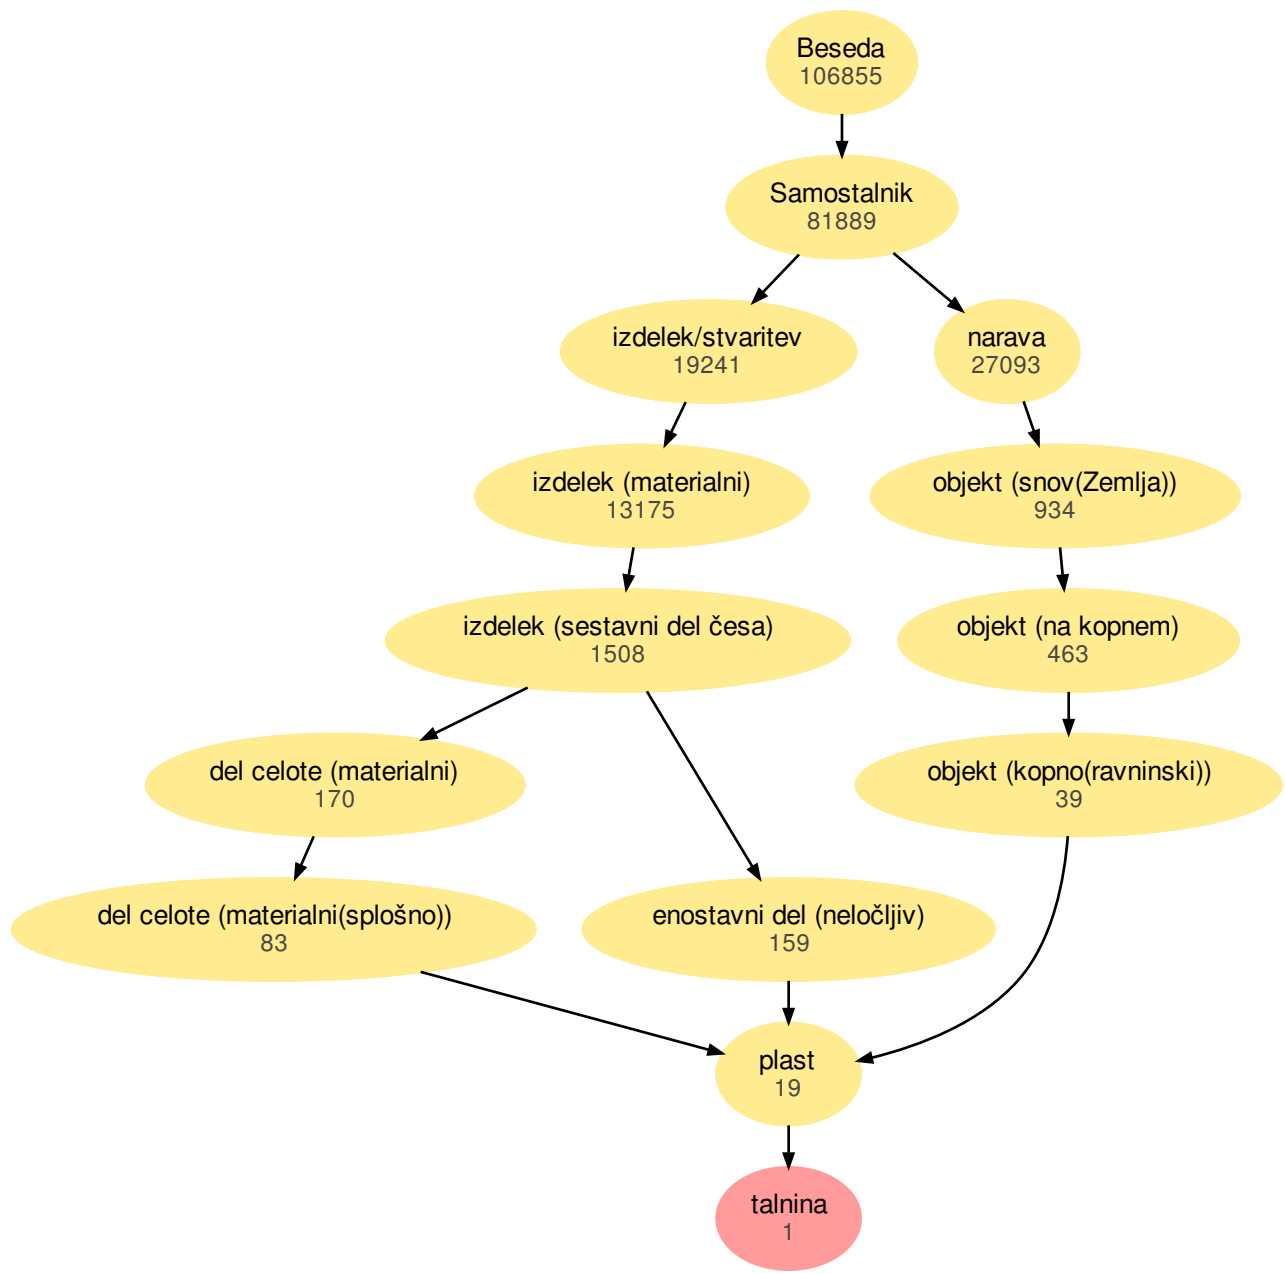 Beseda
106855
Samostalnik
81889
izdelek/stvaritev
19241
narava
27093
izdelek (materialni)
13175
objekt (snov(Zemlja))
934
izdelek (sestavni del česa)
1508
objekt (na kopnem)
463
del celote (materialni)
170
objekt (kopno(ravninski))
39
del celote (materialni(splošno))
83
enostavni del (neločljiv)
159
plast
19
talnina
1